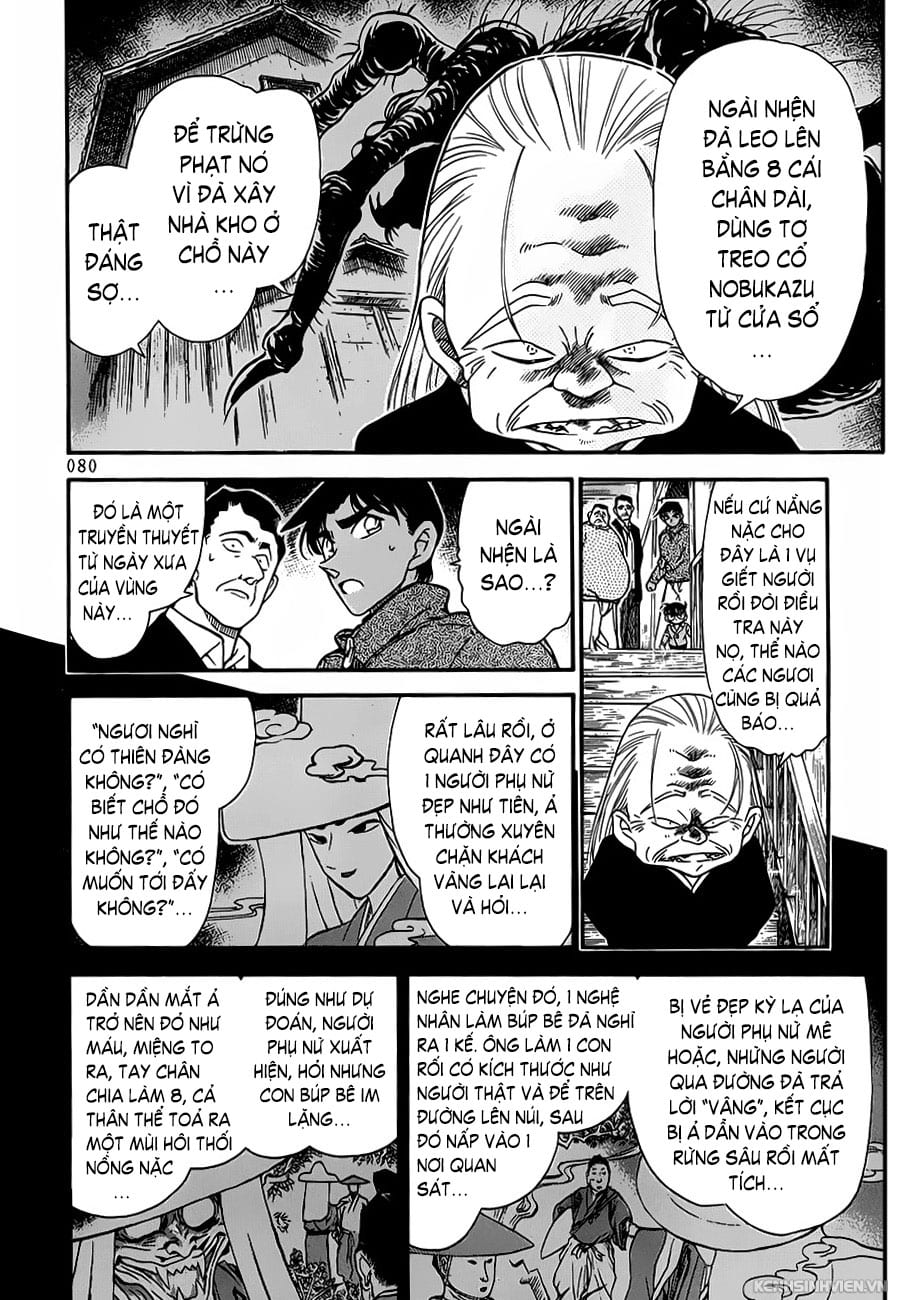 NGÀI NHỆN
ĐÃ LEO LÊN
BẰNG 8 CÁI
CHÂN DÀI,
DÙNG TƠ
TREO CỔ
NOBUKAZU
TỪ CỬA SỔ
...
ĐỂ TRỪNG
PHẠT NÓ
VÌ ĐÃ XÂY
NHÀ KHO Ở
CHỖ NÀY
...
THẬT
ĐÁNG
SỢ...
080
NẾU CỨ NẰNG
NẶC CHO
ĐÂY LÀ 1 VỤ
GIẾT NGƯỜI
RỒI ĐÒI ĐIỀU
TRA NÀY
NỌ, THỂ NÀO
CÁC NGƯƠI
CŨNG BỊ QUẢ
BÁO...
NGÀI
NHỆN LÀ
SAO...?
ĐÓ LÀ MỘT
TRUYỀN THUYẾT
TỪ NGÀY XƯA
CỦA VÙNG
NÀY...
RẤT LÂU RỒI, Ở
QUANH ĐÂY CÓ
1 NGƯỜI PHỤ NỮ
ĐẸP NHƯ TIÊN, Ả
THƯỜNG XUYÊN
CHẶN KHÁCH
VÃNG LAI LẠI
VÀ HỎI...
"NGƯƠI NGHĨ
CÓ THIÊN ĐÀNG
KHÔNG?", "CÓ
BIẾT CHỖ ĐÓ
NHƯ THẾ NÀO
KHÔNG?", "CÓ
MUỐN TỚI ĐẤY
KHÔNG?"...
BỊ VẺ ĐẸP KỲ LẠ CỦA
NGƯỜI PHỤ NỮ MÊ
HOẶC, NHỮNG NGƯỜI
QUA ĐƯỜNG ĐÃ TRẢ
LỜI "VÂNG", KẾT CỤC
BỊ Ả DẪN VÀO TRONG
RỪNG SÂU RỒI MẤT
TÍCH...
NGHE CHUYỆN ĐÓ, 1 NGHỆ
NHÂN LÀM BÚP BÊ ĐÃ NGHĨ
RA 1 KẾ. ÔNG LÀM 1 CON
RỐI CÓ KÍCH THƯỚC NHƯ
NGƯỜI THẬT VÀ ĐỂ TRÊN
ĐƯỜNG LÊN NÚI, SAU
ĐÓ NẤP VÀO 1
NƠI QUAN
SÁT...
ĐÚNG NHƯ DỰ
ĐOÁN, NGƯỜI
PHỤ NỮ XUẤT
HIỆN, HỎI NHƯNG
CON BÚP BÊ IM
LẶNG...
DẦN DẦN MẮT Ả
TRỞ NÊN ĐỎ NHƯ
MÁU, MIỆNG TO
RA, TAY CHÂN
CHIA LÀM 8, CẢ
THÂN THỂ TOẢ RA
MỘT MÙI HÔI THỐI
NỒNG NẶC
...
KENHSINHVIEN.VN